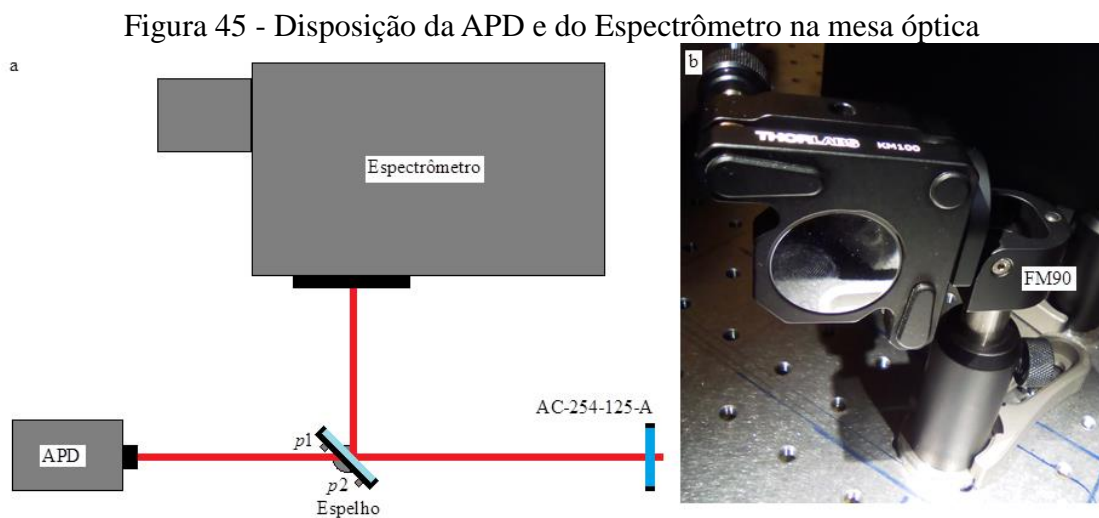 Figura 45 - Disposição da APD e do Espectrômetro na mesa óptica
a
b
THORLABS KM100
Espectrômetro
FM90
AC-254-125-A
p1
APD
p2
Espelho